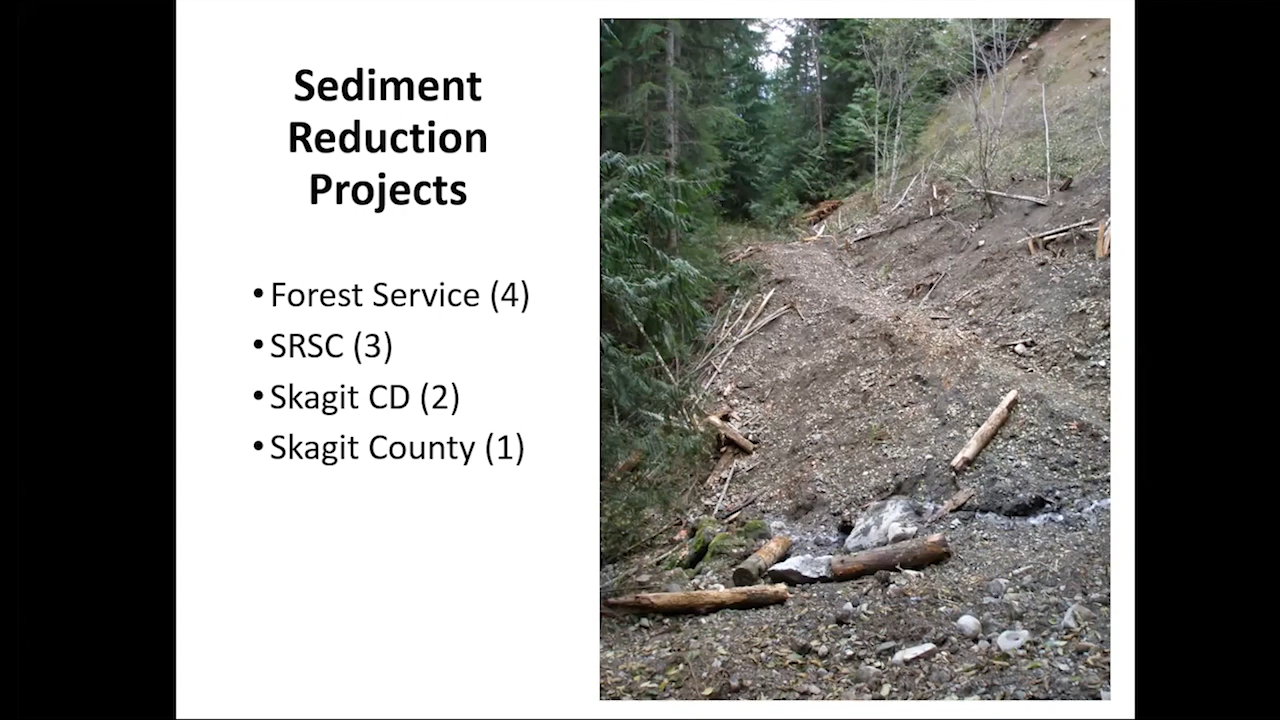 Sediment
Reduction
Projects
• Forest Service (4)
• SRSC (3)
• Skagit CD (2)
• Skagit County (1)